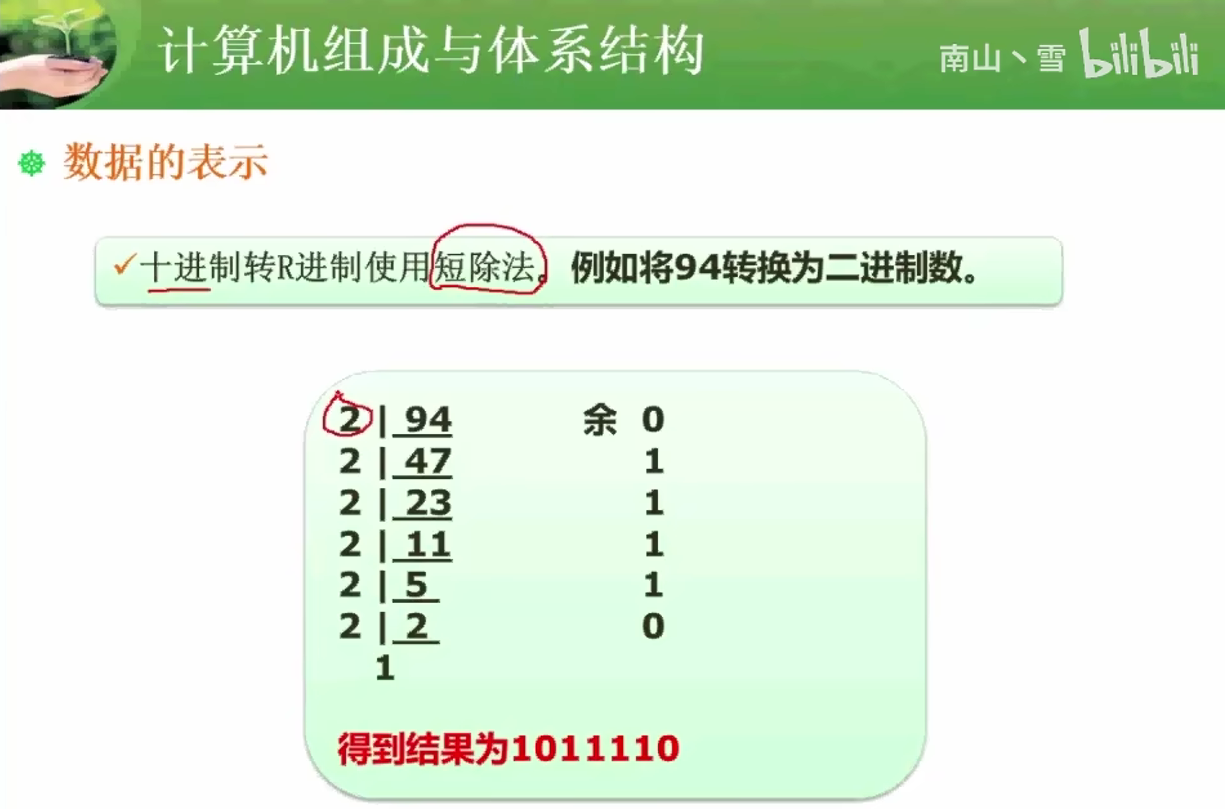 计算机组成与体系结构
南山丶雪 bilibili
数据的表示
✓十进制转R进制使用短除法。例如将94转换为二进制数。
2 | 94 余 0
2 | 47 1
2 | 23 1
2 | 11 1
2 | 5 1
2 | 2 0
1
得到结果为1011110